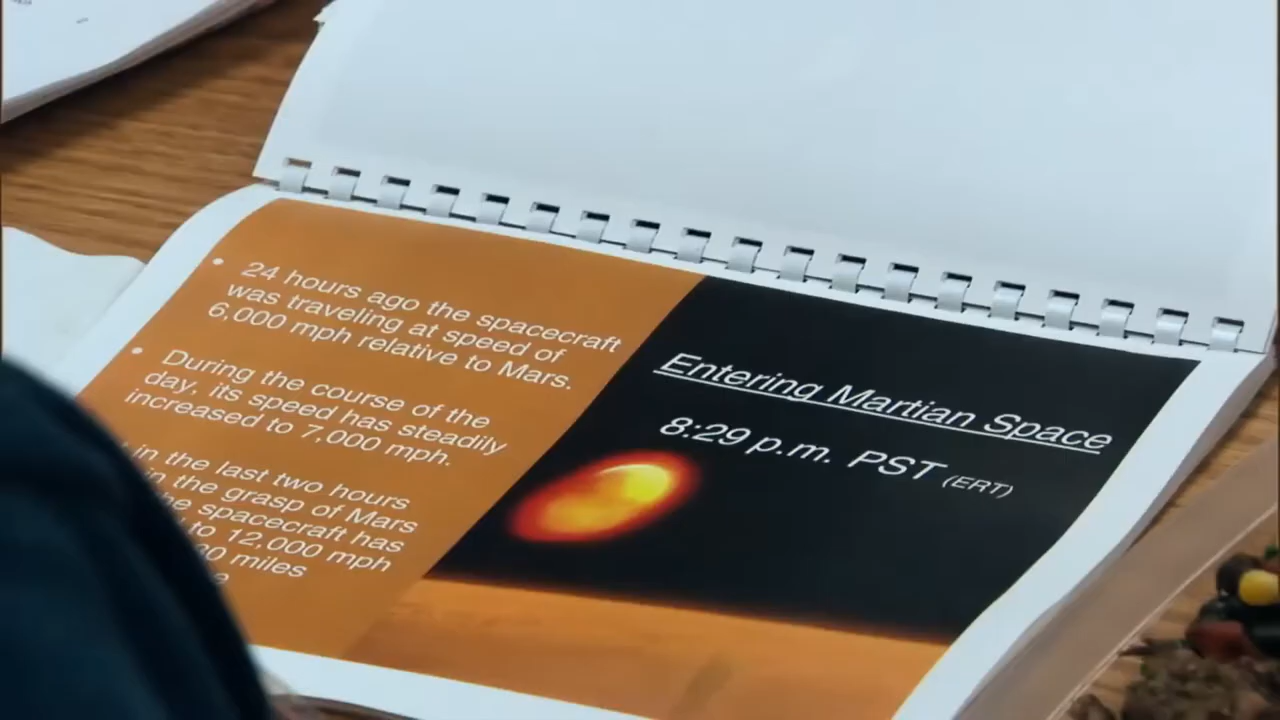 24 hours ago the spacecraft
was traveling at speed of
6,000 mph relative to Mars.
During the course of the
day, its speed has steadily
increased to 7,000 mph.
in the last two hours
in the grasp of Mars
spacecraft has
to 12,000 mph
miles
Entering Martian Space
8:29 p.m. PST (ERT)